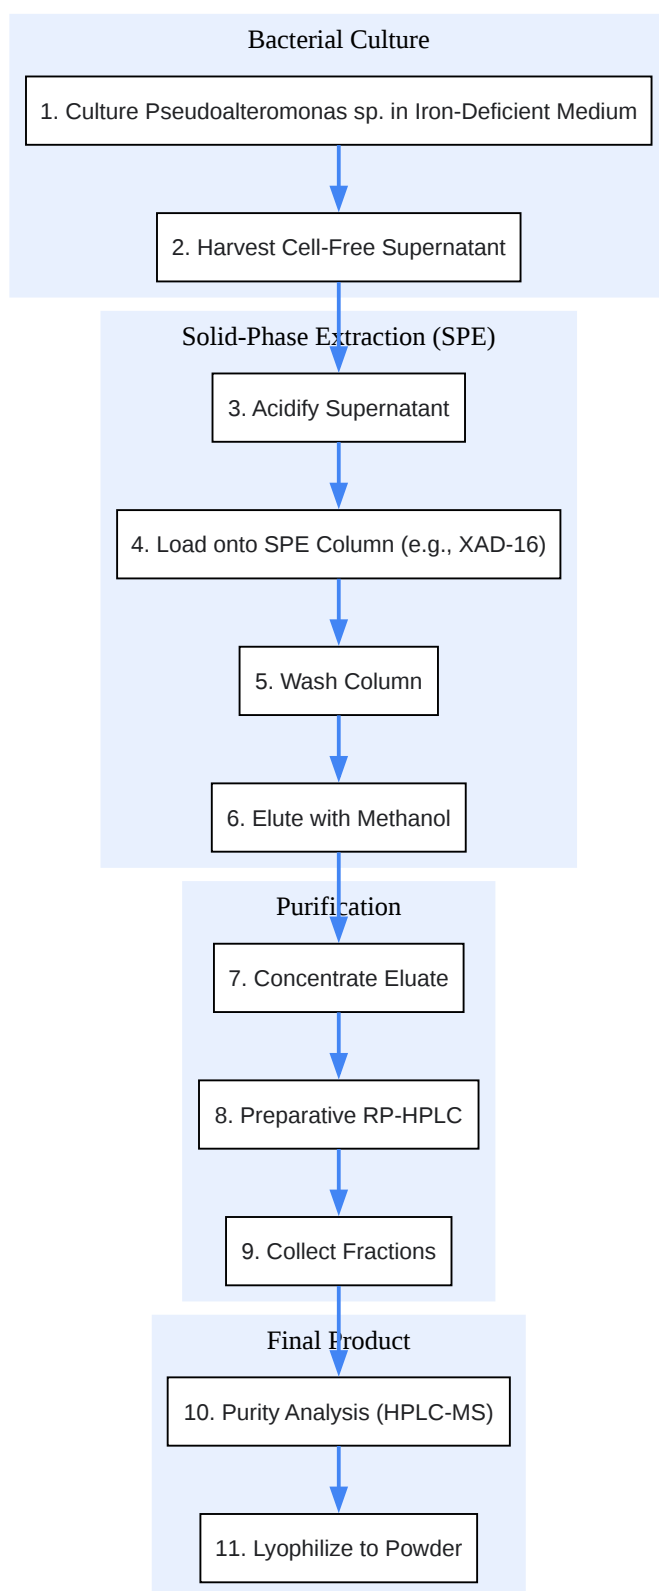 Bacterial Culture
1. Culture Pseudoalteromonas sp. in Iron-Deficient Medium
2. Harvest Cell-Free Supernatant
Solid-Phase Extraction (SPE)
3. Acidify Supernatant
4. Load onto SPE Column (e.g., XAD-16)
5. Wash Column
6. Elute with Methanol
Purification
7. Concentrate Eluate
8. Preparative RP-HPLC
9. Collect Fractions
Final Product
10. Purity Analysis (HPLC-MS)
11. Lyophilize to Powder